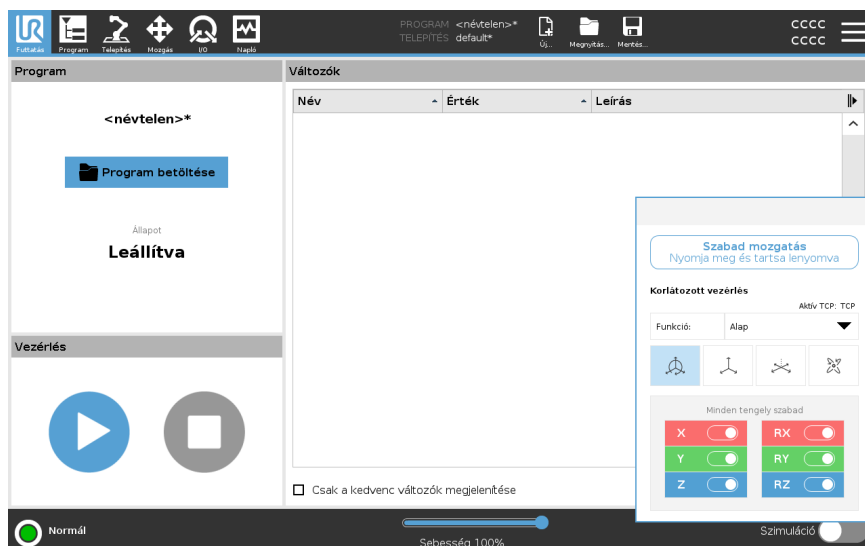 UR
Futtatás
Program
Telepítés
Mozgás
I/O
Napló
PROGRAM <névtelen>*
TELEPÍTÉS default*
Új...
Megnyitás...
Mentés...
CCCC
CCCC
Program
<névtelen>*
Program betöltése
Állapot
Leállítva
Vezérlés
Változók
Név Érték Leírás
Csak a kedvenc változók megjelenítése
Szabad mozgatás
Nyomja meg és tartsa lenyomva
Korlátozott vezérlés
Aktív TCP: TCP
Funkció: Alap
Minden tengely szabad
X RX
Y RY
Z RZ
Normál
Sebesség 100%
Szimuláció